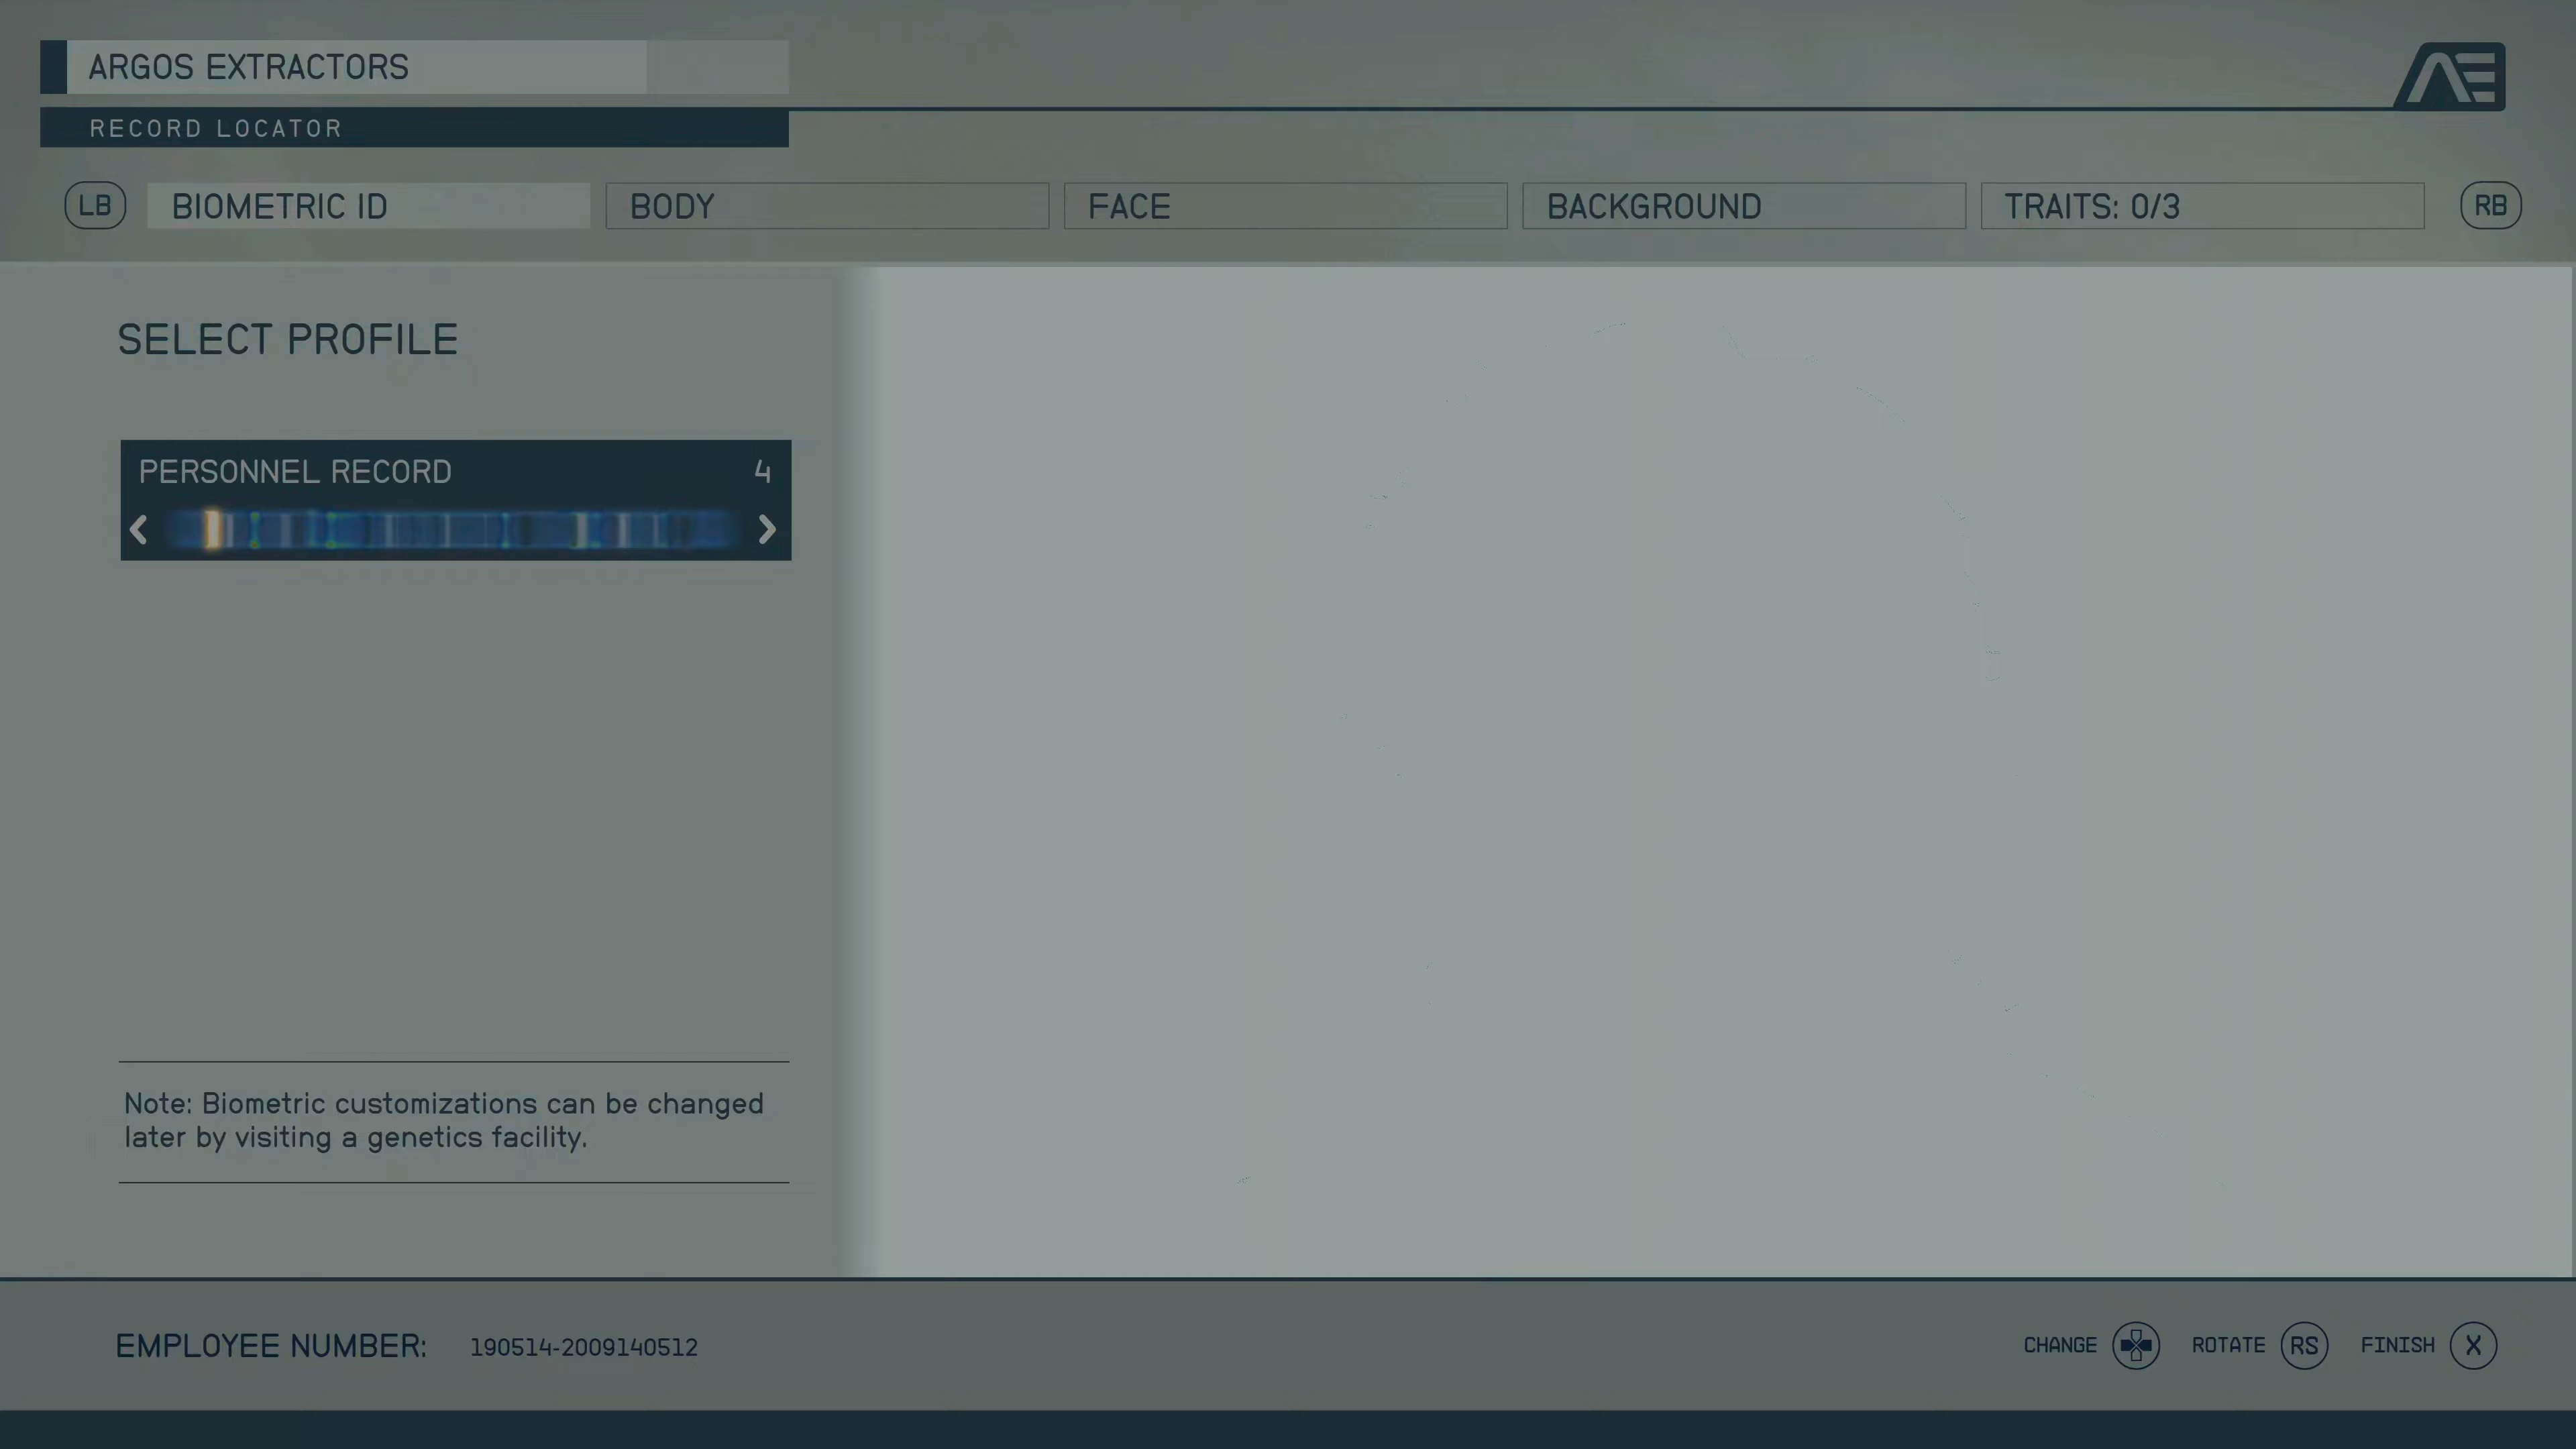 ARGOS EXTRACTORS
RECORD LOCATOR
LB BIOMETRIC ID BODY FACE BACKGROUND TRAITS: 0/3 RB
SELECT PROFILE
PERSONNEL RECORD 4
Note: Biometric customizations can be changed
later by visiting a genetics facility.
EMPLOYEE NUMBER: 190514-2009140512 CHANGE ROTATE RS FINISH X